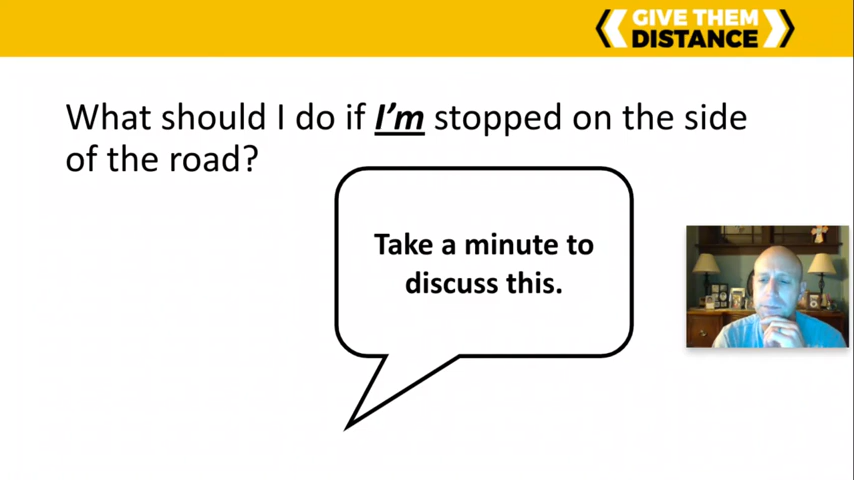 GIVE THEM
DISTANCE
What should I do if I'm stopped on the side
of the road?
Take a minute to
discuss this.